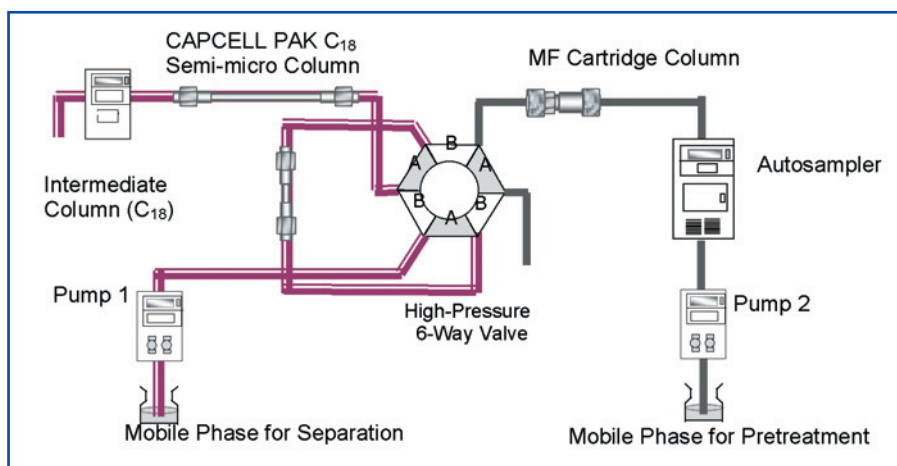 CAPCELL PAK C₁₈
Semi-micro Column
MF Cartridge Column
Autosampler
Intermediate
Column (C₁₈)
B
A
A
B
B
A
Pump 1
High-Pressure
6-Way Valve
Pump 2
Mobile Phase for Separation
Mobile Phase for Pretreatment